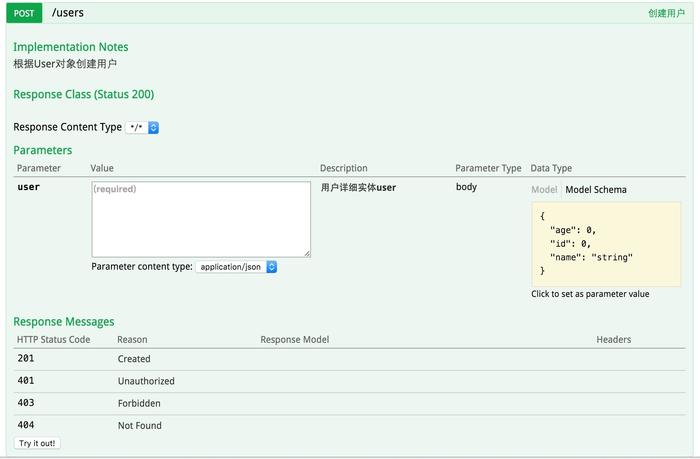 POST /users 创建用户
Implementation Notes
根据User对象创建用户
Response Class (Status 200)
Response Content Type */*
Parameters
Parameter Value Description Parameter Type Data Type
user (required) 用户详细实体user body Model Model Schema
{
"age": 0,
"id": 0,
"name": "string"
}
Parameter content type: application/json
Click to set as parameter value
Response Messages
HTTP Status Code Reason Response Model Headers
201 Created
401 Unauthorized
403 Forbidden
404 Not Found
Try it out!